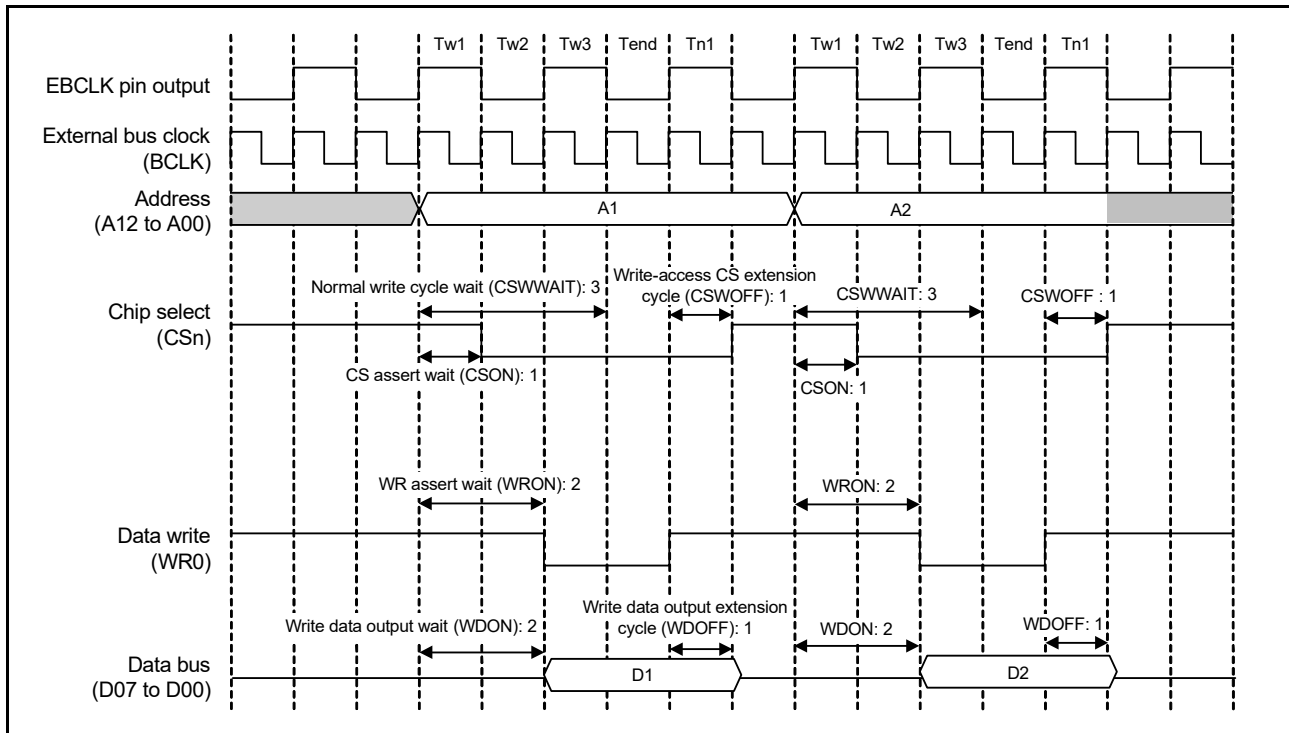 Tw1 Tw2 Tw3 Tend Tn1 Tw1 Tw2 Tw3 Tend Tn1
EBCLK pin output
External bus clock
(BCLK)
Address
(A12 to A00)
A1 A2
Normal write cycle wait (CSWWAIT): 3
Write-access CS extension
cycle (CSWOFF): 1
CSWWAIT: 3
CSWOFF : 1
Chip select
(CSn)
CS assert wait (CSON): 1
CSON: 1
WR assert wait (WRON): 2
WRON: 2
Data write
(WR0)
Write data output wait (WDON): 2
Write data output extension
cycle (WDOFF): 1
WDON: 2
WDOFF: 1
Data bus
(D07 to D00)
D1 D2